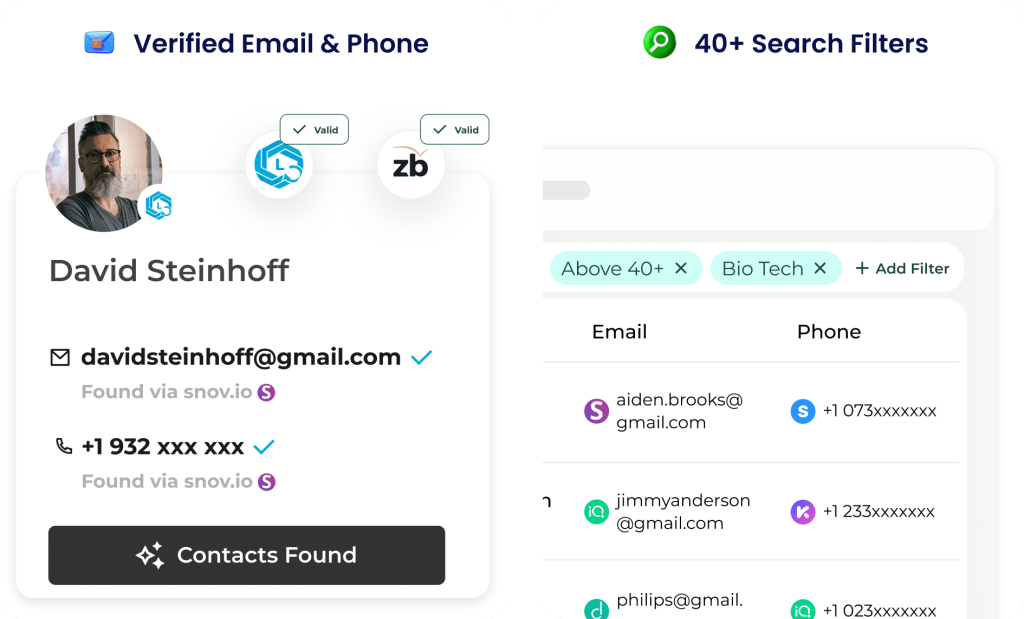 Verified Email & Phone
Valid
Valid
L
zb
L
David Steinhoff
davidsteinhoff@gmail.com
Found via snov.io S
+1 932 xxx xxx
Found via snov.io S
Contacts Found
40+ Search Filters
Above 40+ ✕
Bio Tech ✕
+ Add Filter
Email
Phone
S
aiden.brooks@
gmail.com
S
+1 073xxxxxxx
n
iQ
jimmyanderson
@gmail.com
+1 233xxxxxxx
d
philips@gmail.
iQ
+1 023xxxxxxx